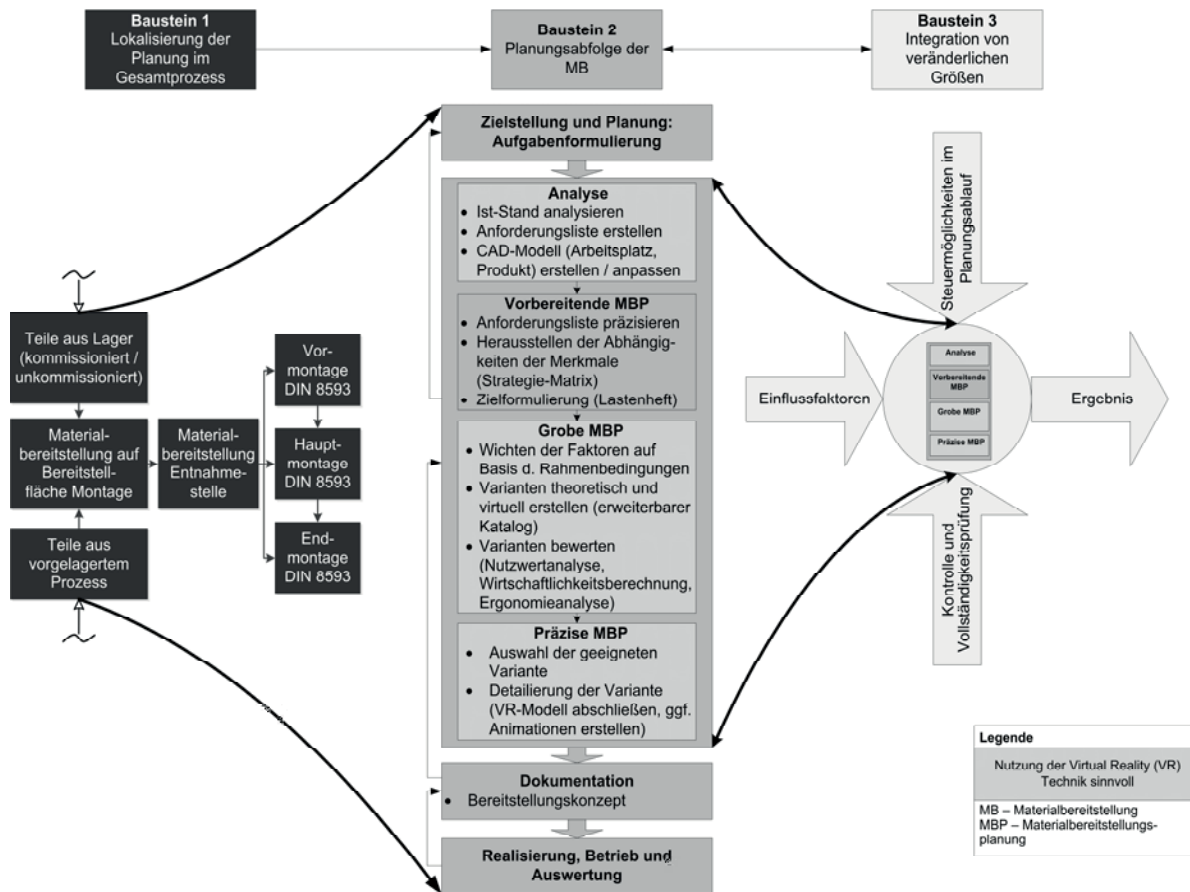 Baustein 1
Lokalisierung der
Planung im
Gesamtprozess
Baustein 2
Planungsabfolge der
MB
Baustein 3
Integration von
veränderlichen
Größen
Teile aus Lager
(kommissioniert /
unkommissioniert)
Material-
bereitstellung auf
Bereitstell-
fläche Montage
Teile aus
vorgelagertem
Prozess
Material-
bereitstellung
Entnahme-
stelle
Vor-
montage
DIN 8593
Haupt-
montage
DIN 8593
End-
montage
DIN 8593
Zielstellung und Planung:
Aufgabenformulierung
Analyse
• Ist-Stand analysieren
• Anforderungsliste erstellen
• CAD-Modell (Arbeitsplatz,
Produkt) erstellen / anpassen
Vorbereitende MBP
• Anforderungsliste präzisieren
• Herausstellen der Abhängig-
keiten der Merkmale
(Strategie-Matrix)
• Zielformulierung (Lastenheft)
Grobe MBP
• Wichten der Faktoren auf
Basis d. Rahmenbedingungen
• Varianten theoretisch und
virtuell erstellen (erweiterbarer
Katalog)
• Varianten bewerten
(Nutzwertanalyse,
Wirtschaftlichkeitsberechnung,
Ergonomieanalyse)
Präzise MBP
• Auswahl der geeigneten
Variante
• Detailierung der Variante
(VR-Modell abschließen, ggf.
Animationen erstellen)
Dokumentation
• Bereitstellungskonzept
Realisierung, Betrieb und
Auswertung
Steuermöglichkeiten im
Planungsablauf
Einflussfaktoren
Analyse
Vorbereitende
MBP
Grobe MBP
Präzise MBP
Ergebnis
Kontrolle und
Vollständigkeitsprüfung
Legende
Nutzung der Virtual Reality (VR)
Technik sinnvoll
MB – Materialbereitstellung
MBP – Materialbereitstellungs-
planung